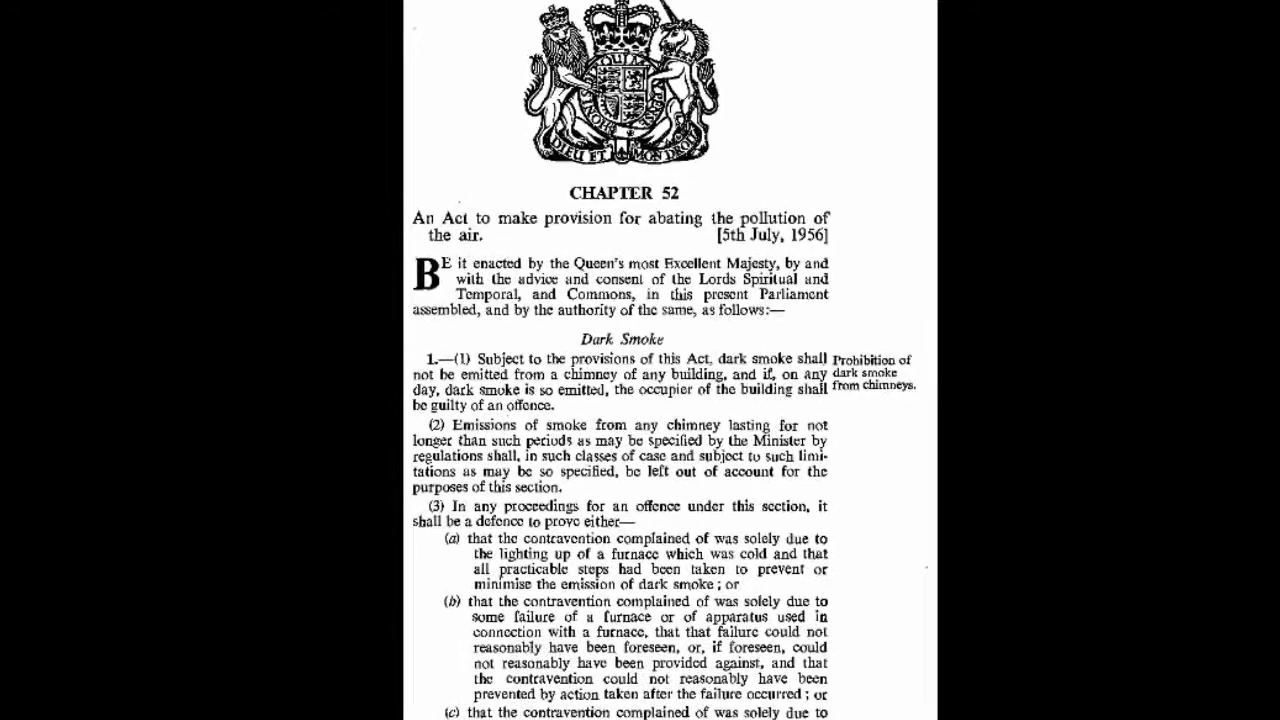 QUI MAL
HONI
PENSE
DIEU ET MON DROIT
CHAPTER 52
An Act to make provision for abating the pollution of
the air. [5th July, 1956]
BE it enacted by the Queen's most Excellent Majesty, by and
with the advice and consent of the Lords Spiritual and
Temporal, and Commons, in this present Parliament
assembled, and by the authority of the same, as follows:—
Dark Smoke
1.—(1) Subject to the provisions of this Act, dark smoke shall
not be emitted from a chimney of any building, and if, on any
day, dark smoke is so emitted, the occupier of the building shall
be guilty of an offence.
Prohibition of
dark smoke
from chimneys.
(2) Emissions of smoke from any chimney lasting for not
longer than such periods as may be specified by the Minister by
regulations shall, in such classes of case and subject to such limi-
tations as may be so specified, be left out of account for the
purposes of this section.
(3) In any proceedings for an offence under this section, it
shall be a defence to prove either—
(a) that the contravention complained of was solely due to
the lighting up of a furnace which was cold and that
all practicable steps had been taken to prevent or
minimise the emission of dark smoke; or
(b) that the contravention complained of was solely due to
some failure of a furnace or of apparatus used in
connection with a furnace, that that failure could not
reasonably have been foreseen, or, if foreseen, could
not reasonably have been provided against, and that
the contravention could not reasonably have been
prevented by action taken after the failure occurred; or
(c) that the contravention complained of was solely due to